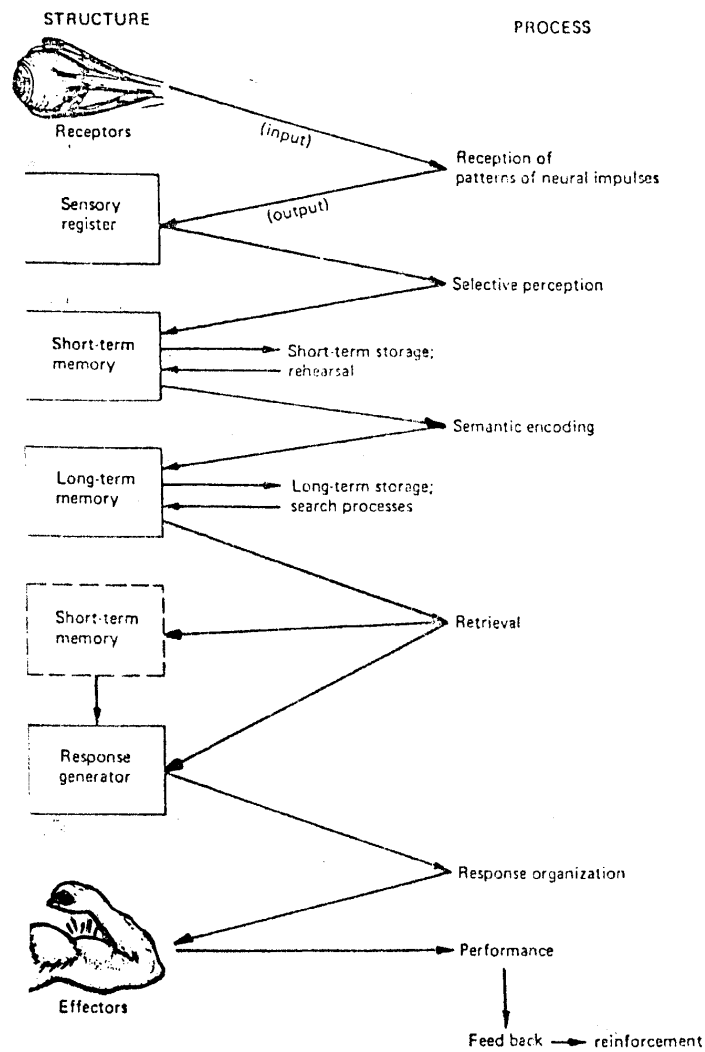 STRUCTURE
PROCESS
Receptors
(input)
Reception of
patterns of neural impulses
Sensory
register
(output)
Selective perception
Short-term
memory
Short-term storage;
rehearsal
Semantic encoding
Long-term
memory
Long-term storage;
search processes
Short-term
memory
Retrieval
Response
generator
Response organization
Effectors
Performance
Feed back
reinforcement